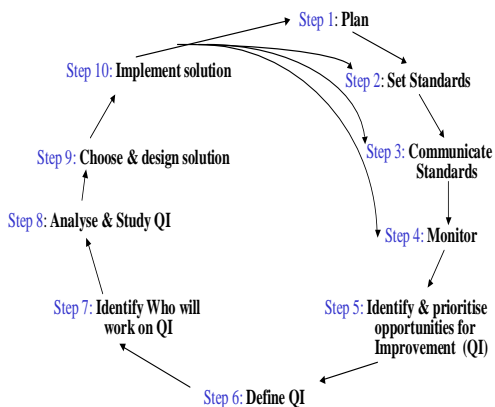 Step 1: Plan
Step 2: Set Standards
Step 3: Communicate
Standards
Step 4: Monitor
Step 5: Identify & prioritise
opportunities for
Improvement (QI)
Step 6: Define QI
Step 7: Identify Who will
work on QI
Step 8: Analyse & Study QI
Step 9: Choose & design solution
Step 10: Implement solution